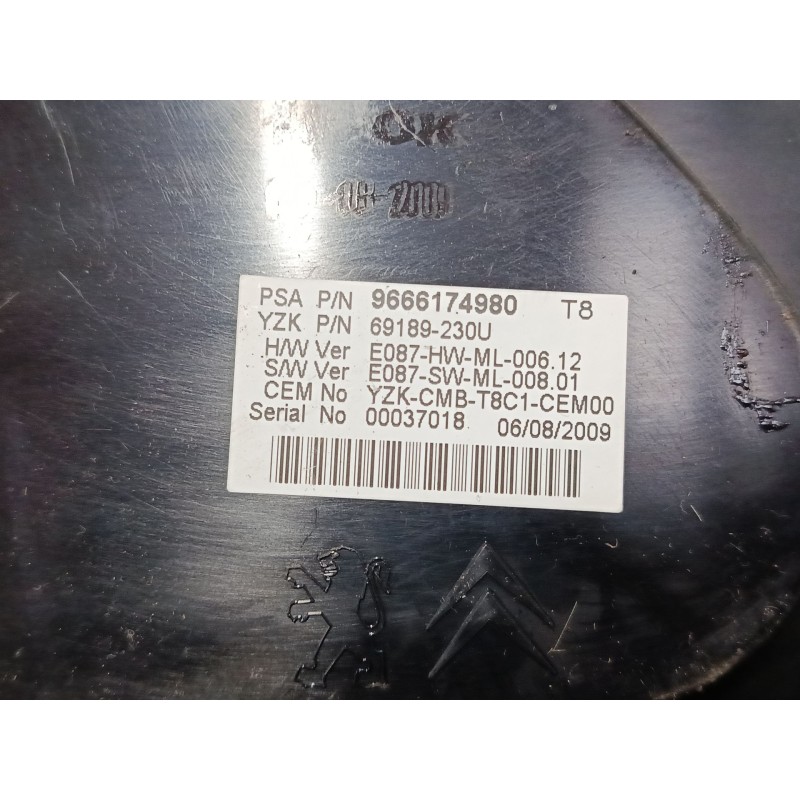 OK
-08-2009
PSA P/N 9666174980 T8
YZK P/N 69189-230U
H/W Ver E087-HW-ML-006.12
S/W Ver E087-SW-ML-008.01
CEM No YZK-CMB-T8C1-CEM00
Serial No 00037018 06/08/2009